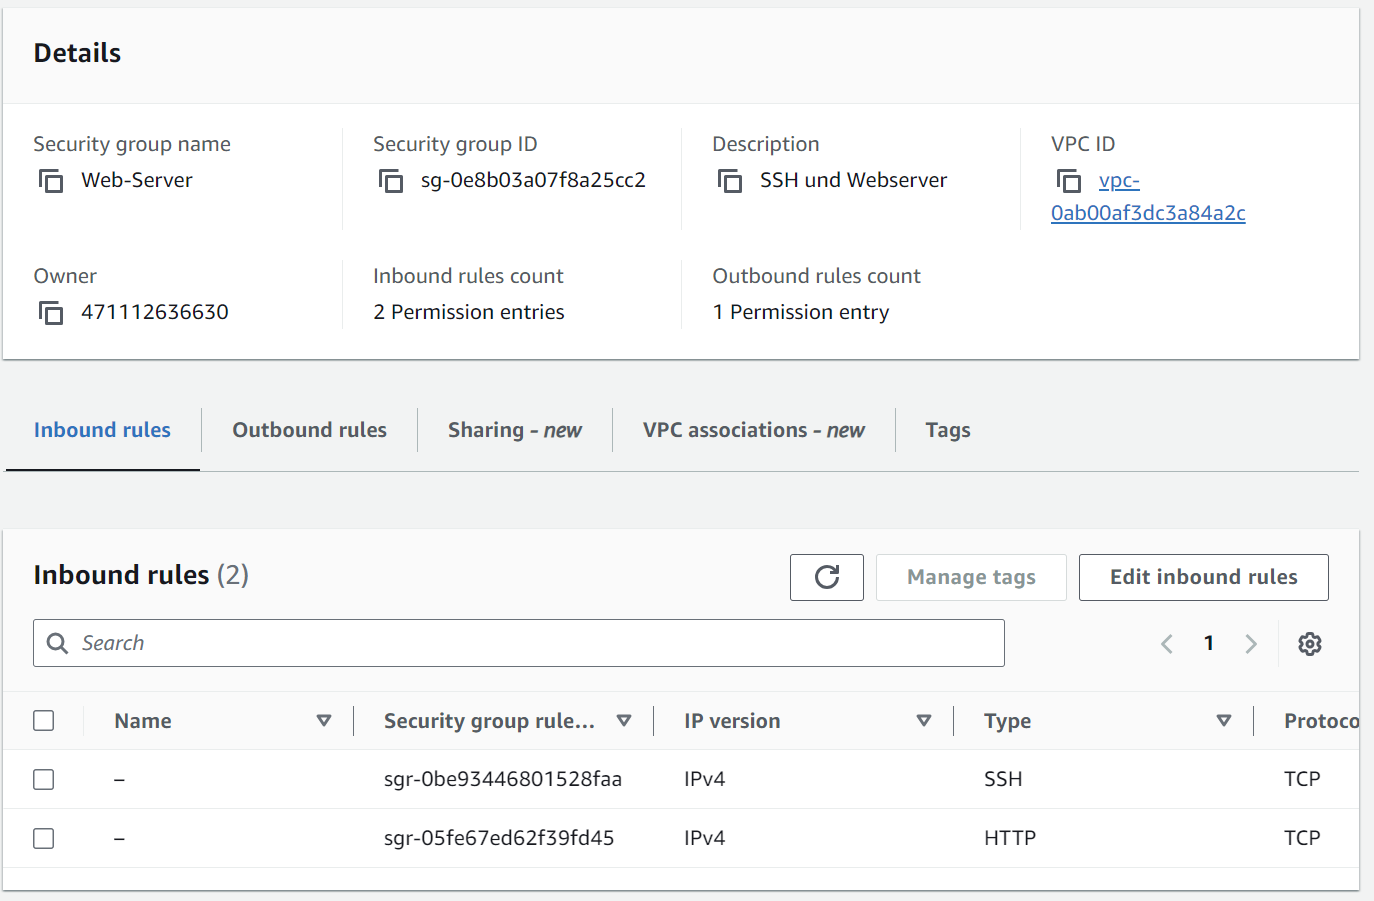 Details
Security group name
Web-Server
Security group ID
sg-0e8b03a07f8a25cc2
Description
SSH und Webserver
VPC ID
vpc-
0ab00af3dc3a84a2c
Owner
471112636630
Inbound rules count
2 Permission entries
Outbound rules count
1 Permission entry
Inbound rules
Outbound rules
Sharing - new
VPC associations - new
Tags
Inbound rules (2)
Manage tags
Edit inbound rules
Search
1
Name
Security group rule...
IP version
Type
Protoco
–
sgr-0be93446801528faa
IPv4
SSH
TCP
–
sgr-05fe67ed62f39fd45
IPv4
HTTP
TCP